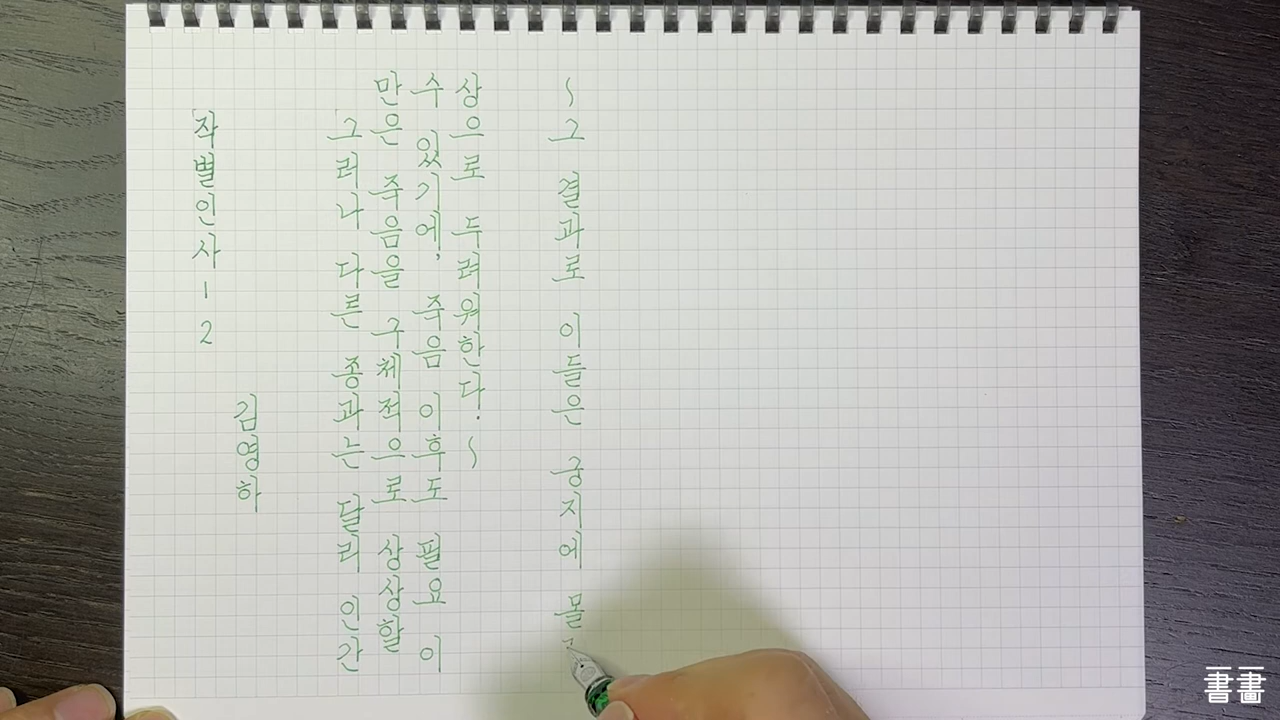 작별인사-2
김영하
그러나 다른 종과는 달리 인간
만은 죽음을 구체적으로 상상할
수 있기에, 죽음 이후도 필요 이
상으로 두려워한다. ~
~그 결과로 이들은 궁지에 몰
書畫